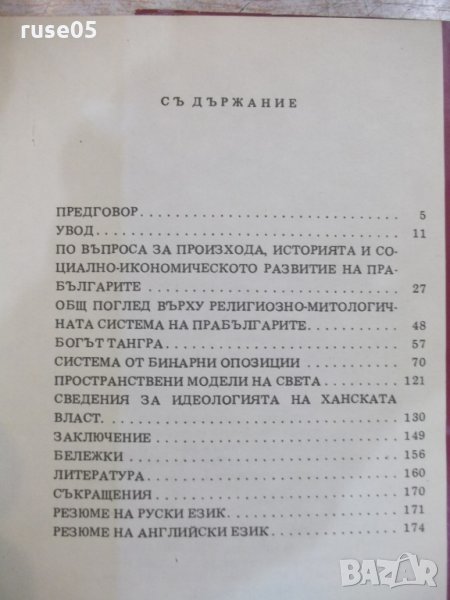 ruse05
СЪДЪРЖАНИЕ
ПРЕДГОВОР. . . . . . . . . . . . . . . . . . . . 5
УВОД. . . . . . . . . . . . . . . . . . . . . . . 11
ПО ВЪПРОСА ЗА ПРОИЗХОДА, ИСТОРИЯТА И СО-
ЦИАЛНО-ИКОНОМИЧЕСКОТО РАЗВИТИЕ НА ПРА-
БЪЛГАРИТЕ . . . . . . . . . . . . . . . . . . . 27
ОБЩ ПОГЛЕД ВЪРХУ РЕЛИГИОЗНО-МИТОЛОГИЧ-
НАТА СИСТЕМА НА ПРАБЪЛГАРИТЕ. . . . . . . . 48
БОГЪТ ТАНГРА. . . . . . . . . . . . . . . . . . 57
СИСТЕМА ОТ БИНАРНИ ОПОЗИЦИИ . . . . . . . . 70
ПРОСТРАНСТВЕНИ МОДЕЛИ НА СВЕТА. . . . . . . 121
СВЕДЕНИЯ ЗА ИДЕОЛОГИЯТА НА ХАНСКАТА
ВЛАСТ. . . . . . . . . . . . . . . . . . . . . . 130
ЗАКЛЮЧЕНИЕ . . . . . . . . . . . . . . . . . . 149
БЕЛЕЖКИ . . . . . . . . . . . . . . . . . . . . 156
ЛИТЕРАТУРА. . . . . . . . . . . . . . . . . . . 160
СЪКРАЩЕНИЯ. . . . . . . . . . . . . . . . . . . 170
РЕЗЮМЕ НА РУСКИ ЕЗИК. . . . . . . . . . . . . 171
РЕЗЮМЕ НА АНГЛИЙСКИ ЕЗИК . . . . . . . . . . 174
BAZAR
bg